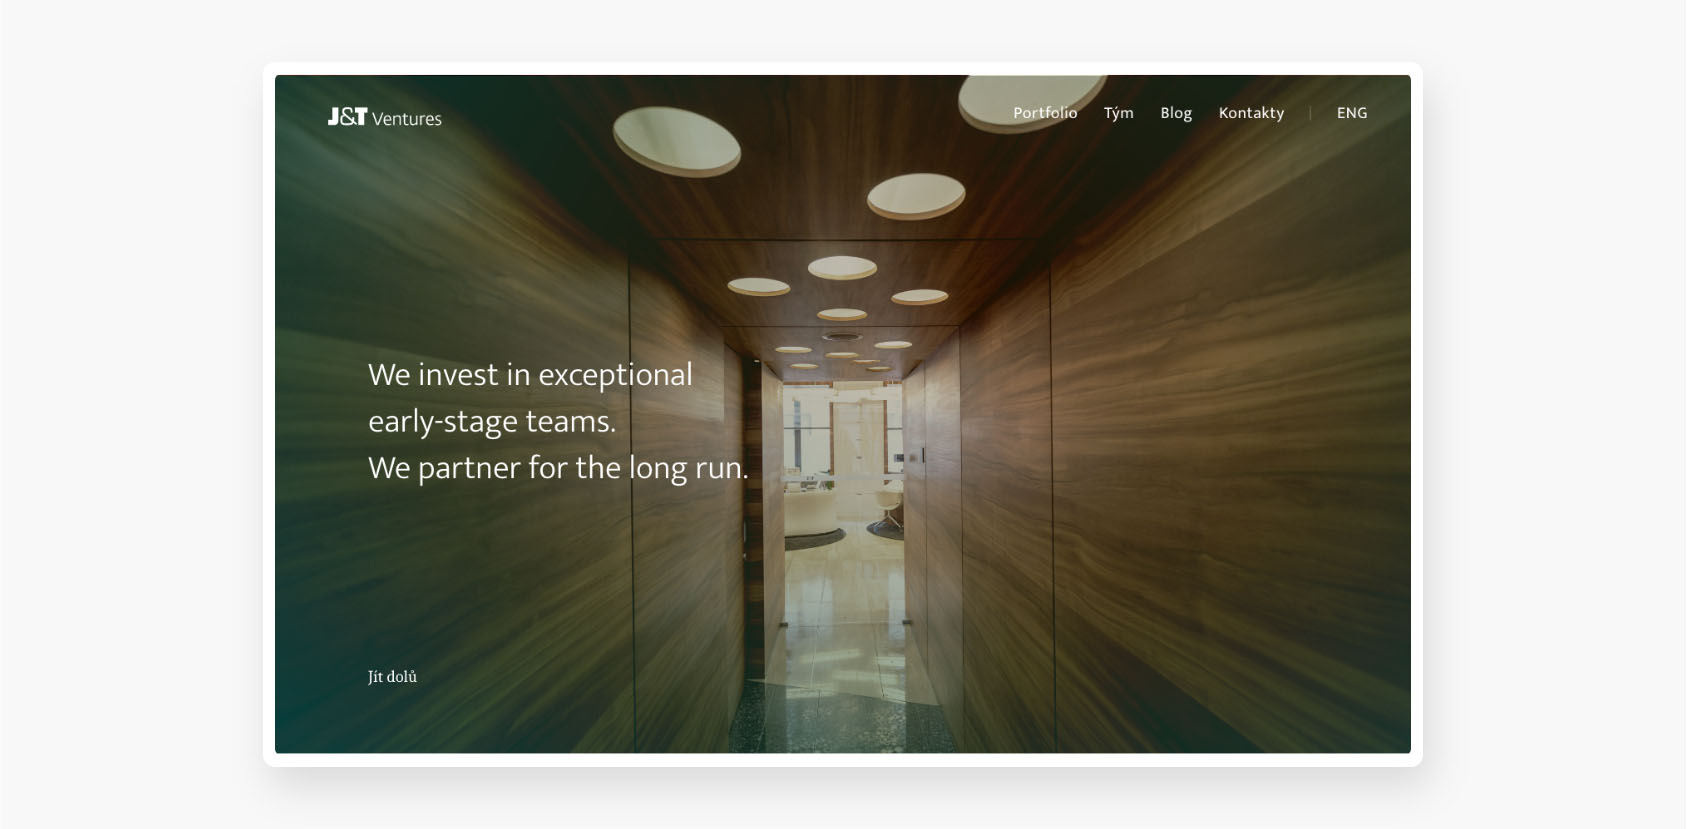 J&T Ventures
Portfolio Tým Blog Kontakty | ENG
We invest in exceptional
early-stage teams.
We partner for the long run.
Jít dolů